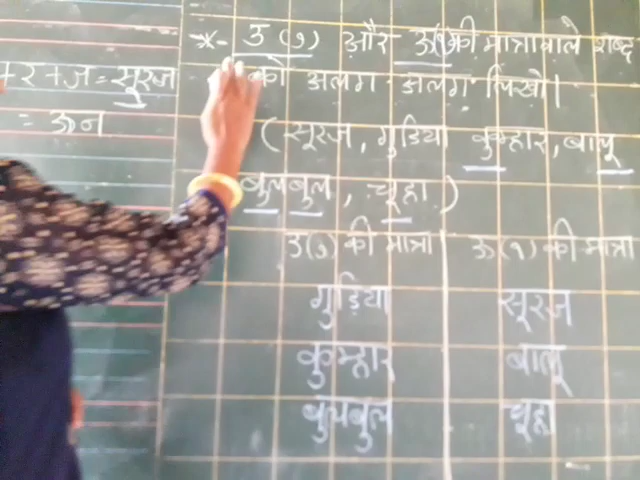 +र+ज=सूरज
= ऊन
*- उ (ु) और ऊ(ू)की मात्रावाले शब्द
को अलग-अलग लिखो।
(सूरज, गुडिया कुम्हार, बालू
बुलबुल, चूहा)
उ(ु) की मात्रा ऊ(ू) की मात्रा
गुड़िया सूरज
कुम्हार बालू
बुलबुल चूहा